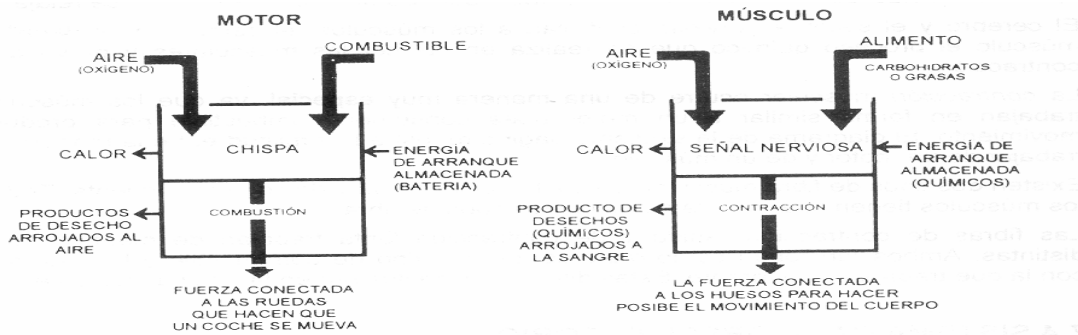 MOTOR
AIRE
(OXÍGENO)
COMBUSTIBLE
CHISPA
CALOR
ENERGÍA
DE ARRANQUE
ALMACENADA
(BATERIA)
COMBUSTIÓN
PRODUCTOS
DE DESECHO
ARROJADOS AL
AIRE
FUERZA CONECTADA
A LAS RUEDAS
QUE HACEN QUE
UN COCHE SE MUEVA
MÚSCULO
AIRE
(OXÍGENO)
ALIMENTO
CARBOHIDRATOS
O GRASAS
SEÑAL NERVIOSA
CALOR
ENERGÍA DE
ARRANQUE
ALMACENADA
(QUÍMICOS)
CONTRACCIÓN
PRODUCTO DE
DESECHOS
(QUÍMICOS)
ARROJADOS A
LA SANGRE
LA FUERZA CONECTADA
A LOS HUESOS PARA HACER
POSIBE EL MOVIMIENTO DEL CUERPO